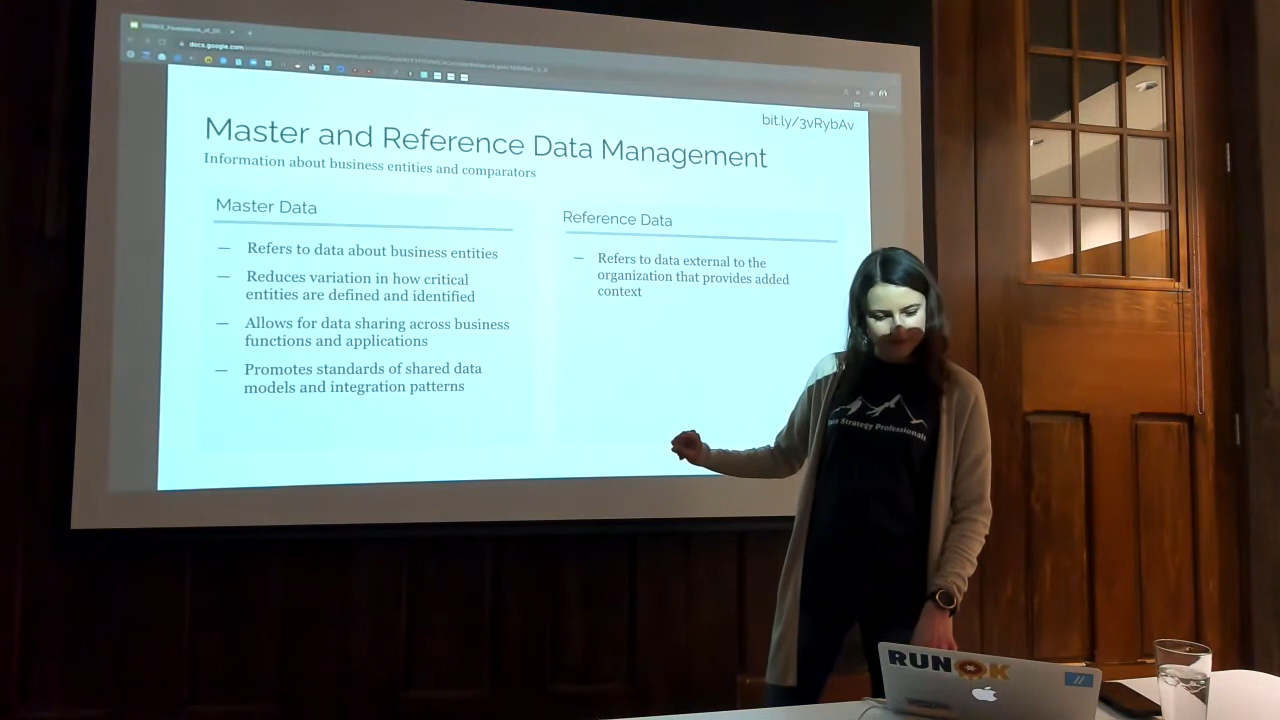 docs.google.com
bit.ly/3vRybAv
Master and Reference Data Management
Information about business entities and comparators
Master Data
— Refers to data about business entities
— Reduces variation in how critical
entities are defined and identified
— Allows for data sharing across business
functions and applications
— Promotes standards of shared data
models and integration patterns
Reference Data
— Refers to data external to the
organization that provides added
context
Strategy Professionals
RUN